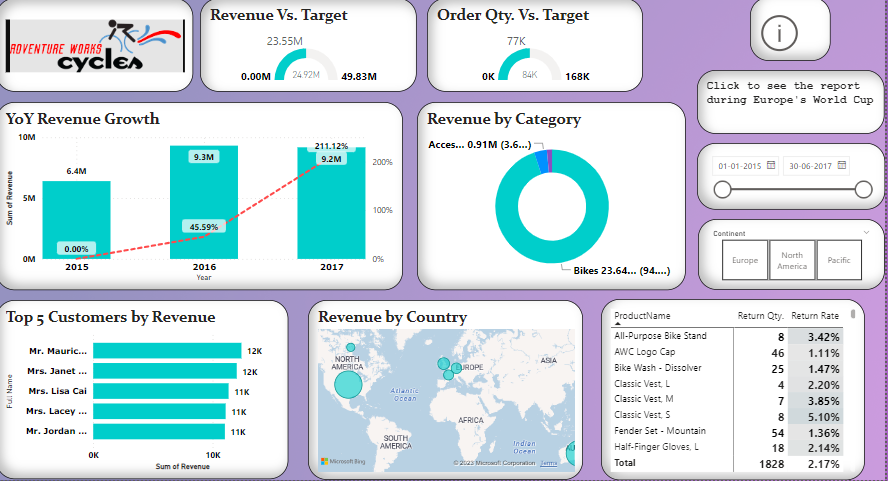 ADVENTURE WORKS
cycles
Revenue Vs. Target
23.55M
0.00M
24.92M
49.83M
Order Qty. Vs. Target
77K
0K
84K
168K
i
Click to see the report
during Europe's World Cup
YoY Revenue Growth
10M
5M
0M
Sum of Revenue
6.4M
9.3M
211.12%
9.2M
45.59%
0.00%
200%
100%
0%
2015
2016
2017
Year
Revenue by Category
Acces... 0.91M (3.6...)
Bikes 23.64... (94....)
01-01-2015
30-06-2017
Continent
Europe
North
America
Pacific
Top 5 Customers by Revenue
Full Name
Mr. Mauric... 12K
Mrs. Janet ... 12K
Mrs. Lisa Cai 11K
Mrs. Lacey ... 11K
Mr. Jordan ... 11K
0K
10K
Sum of Revenue
Revenue by Country
NORTH
AMERICA
EUROPE
ASIA
Atlantic
Ocean
AFRICA
SOUTH
AMERICA
Indian
Ocean
Microsoft Bing
© 2023 Microsoft Corporation Terms
ProductName Return Qty. Return Rate
All-Purpose Bike Stand 8 3.42%
AWC Logo Cap 46 1.11%
Bike Wash - Dissolver 25 1.47%
Classic Vest, L 4 2.20%
Classic Vest, M 7 3.85%
Classic Vest, S 8 5.10%
Fender Set - Mountain 54 1.36%
Half-Finger Gloves, L 18 2.14%
Total 1828 2.17%